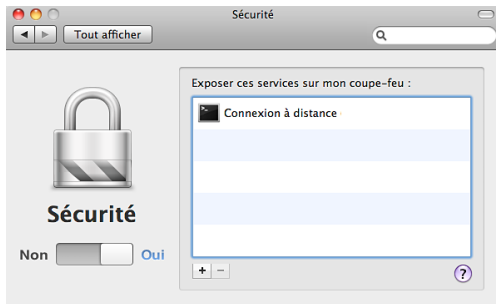 Sécurité
Tout afficher
Exposer ces services sur mon coupe-feu :
Connexion à distance
Sécurité
Non Oui
+ −
?